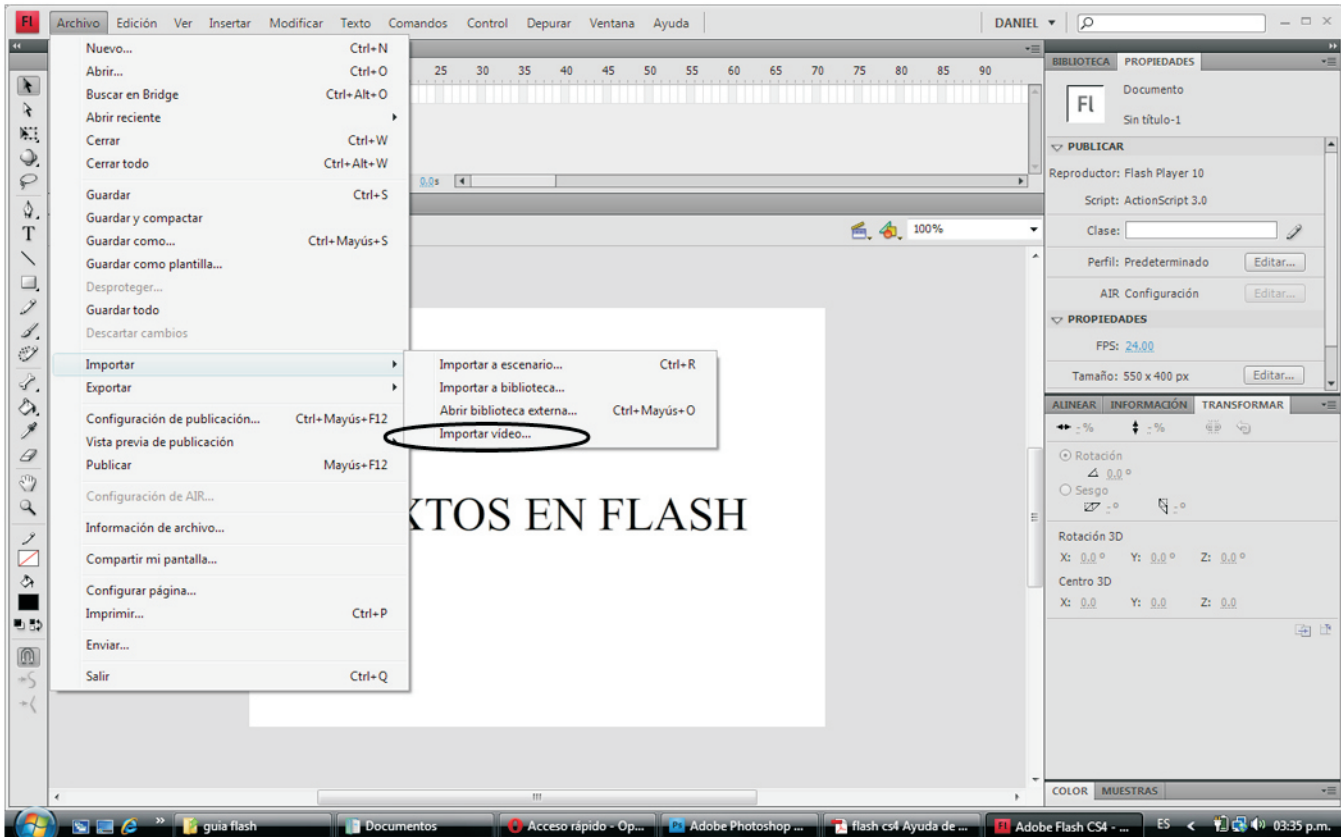 Fl Archivo Edición Ver Insertar Modificar Texto Comandos Control Depurar Ventana Ayuda DANIEL
Nuevo... Ctrl+N
Abrir... Ctrl+O
Buscar en Bridge Ctrl+Alt+O
Abrir reciente
Cerrar Ctrl+W
Cerrar todo Ctrl+Alt+W
Guardar Ctrl+S
Guardar y compactar
Guardar como... Ctrl+Mayús+S
Guardar como plantilla...
Desproteger...
Guardar todo
Descartar cambios
Importar
Exportar
Configuración de publicación... Ctrl+Mayús+F12
Vista previa de publicación
Publicar Mayús+F12
Configuración de AIR...
Información de archivo...
Compartir mi pantalla...
Configurar página...
Imprimir... Ctrl+P
Enviar...
Salir Ctrl+Q
Importar a escenario... Ctrl+R
Importar a biblioteca...
Abrir biblioteca externa... Ctrl+Mayús+O
Importar vídeo...
25 30 35 40 45 50 55 60 65 70 75 80 85 90
0.0s
100%
XTOS EN FLASH
BIBLIOTECA PROPIEDADES
Fl
Documento
Sin título-1
PUBLICAR
Reproductor: Flash Player 10
Script: ActionScript 3.0
Clase:
Perfil: Predeterminado Editar...
AIR Configuración Editar...
PROPIEDADES
FPS: 24.00
Tamaño: 550 x 400 px Editar...
ALINEAR INFORMACIÓN TRANSFORMAR
-% -%
Rotación
0.0 °
Sesgo
- ° - °
Rotación 3D
X: 0.0 ° Y: 0.0 ° Z: 0.0 °
Centro 3D
X: 0.0 Y: 0.0 Z: 0.0
COLOR MUESTRAS
guia flash Documentos Acceso rápido - Op... Ps Adobe Photoshop ... flash cs4 Ayuda de ... Fl Adobe Flash CS4 - ... ES 03:35 p.m.